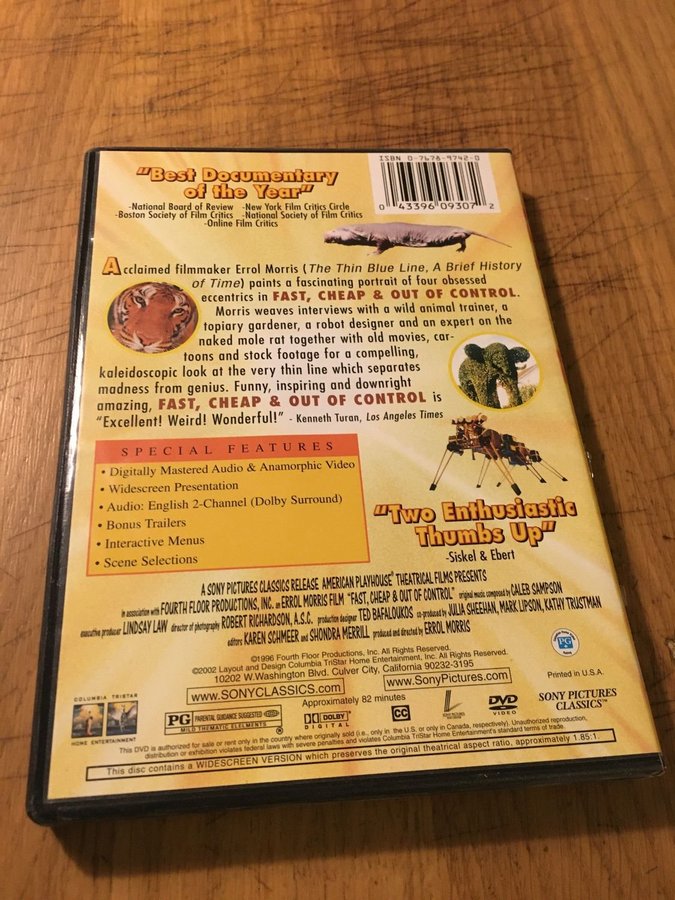 "Best Documentary
of the Year"
-National Board of Review -New York Film Critics Circle
-Boston Society of Film Critics -National Society of Film Critics
-Online Film Critics
ISBN 0-7678-9742-0
0 43396 09307 2
Acclaimed filmmaker Errol Morris (The Thin Blue Line, A Brief History
of Time) paints a fascinating portrait of four obsessed
eccentrics in FAST, CHEAP & OUT OF CONTROL.
Morris weaves interviews with a wild animal trainer, a
topiary gardener, a robot designer and an expert on the
naked mole rat together with old movies, car-
toons and stock footage for a compelling,
kaleidoscopic look at the very thin line which separates
madness from genius. Funny, inspiring and downright
amazing, FAST, CHEAP & OUT OF CONTROL is
"Excellent! Weird! Wonderful!" - Kenneth Turan, Los Angeles Times
SPECIAL FEATURES
• Digitally Mastered Audio & Anamorphic Video
• Widescreen Presentation
• Audio: English 2-Channel (Dolby Surround)
• Bonus Trailers
• Interactive Menus
• Scene Selections
"Two Enthusiastic
Thumbs Up"
-Siskel & Ebert
A SONY PICTURES CLASSICS RELEASE AMERICAN PLAYHOUSE THEATRICAL FILMS PRESENTS
in association with FOURTH FLOOR PRODUCTIONS, INC. an ERROL MORRIS FILM "FAST, CHEAP & OUT OF CONTROL" original music composed by CALEB SAMPSON
executive producer LINDSAY LAW director of photography ROBERT RICHARDSON, A.S.C. production designer TED BAFALOUKOS co-produced by JULIA SHEEHAN, MARK LIPSON, KATHY TRUSTMAN
editors KAREN SCHMEER and SHONDRA MERRILL produced and directed by ERROL MORRIS
©1996 Fourth Floor Productions, Inc. All Rights Reserved.
©2002 Layout and Design Columbia TriStar Home Entertainment, Inc. All Rights Reserved.
10202 W. Washington Blvd. Culver City, California 90232-3195
Printed in U.S.A.
www.SONYCLASSICS.com
www.SonyPictures.com
Approximately 82 minutes
COLUMBIA TRISTAR
HOME ENTERTAINMENT
PG PARENTAL GUIDANCE SUGGESTED
MILD THEMATIC ELEMENTS
DOLBY
DIGITAL
CC
DVD
VIDEO
SONY PICTURES
CLASSICS™
PG
This DVD is authorized for sale or rent only in the country where originally sold (i.e., only in the U.S. or only in Canada, respectively). Unauthorized reproduction,
distribution or exhibition violates federal laws with severe penalties and violates Columbia TriStar Home Entertainment's standard terms of trade.
This disc contains a WIDESCREEN VERSION which preserves the original theatrical aspect ratio, approximately 1.85:1.